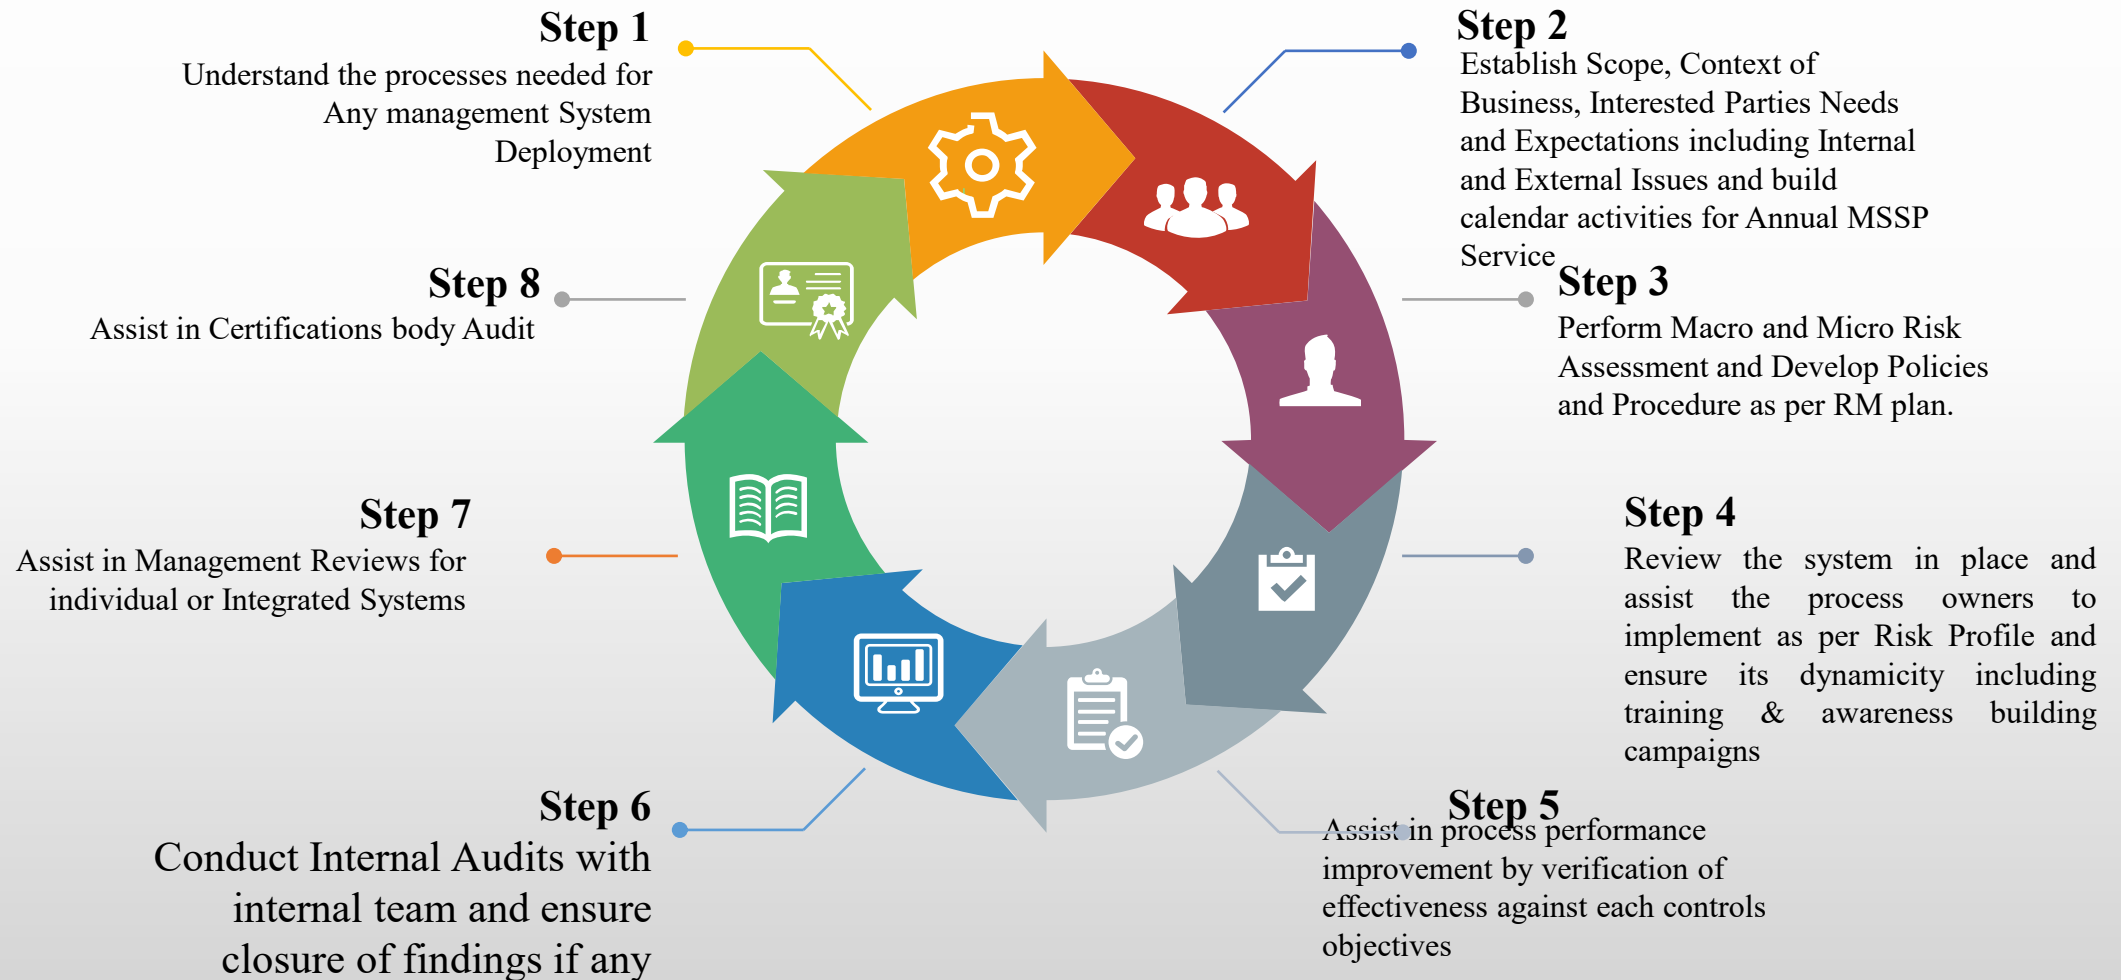 Step 1
Understand the processes needed for
Any management System
Deployment
Step 2
Establish Scope, Context of
Business, Interested Parties Needs
and Expectations including Internal
and External Issues and build
calendar activities for Annual MSSP
Service
Step 3
Perform Macro and Micro Risk
Assessment and Develop Policies
and Procedure as per RM plan.
Step 4
Review the system in place and
assist the process owners to
implement as per Risk Profile and
ensure its dynamicity including
training & awareness building
campaigns
Step 5
Assist in process performance
improvement by verification of
effectiveness against each controls
objectives
Step 6
Conduct Internal Audits with
internal team and ensure
closure of findings if any
Step 7
Assist in Management Reviews for
individual or Integrated Systems
Step 8
Assist in Certifications body Audit